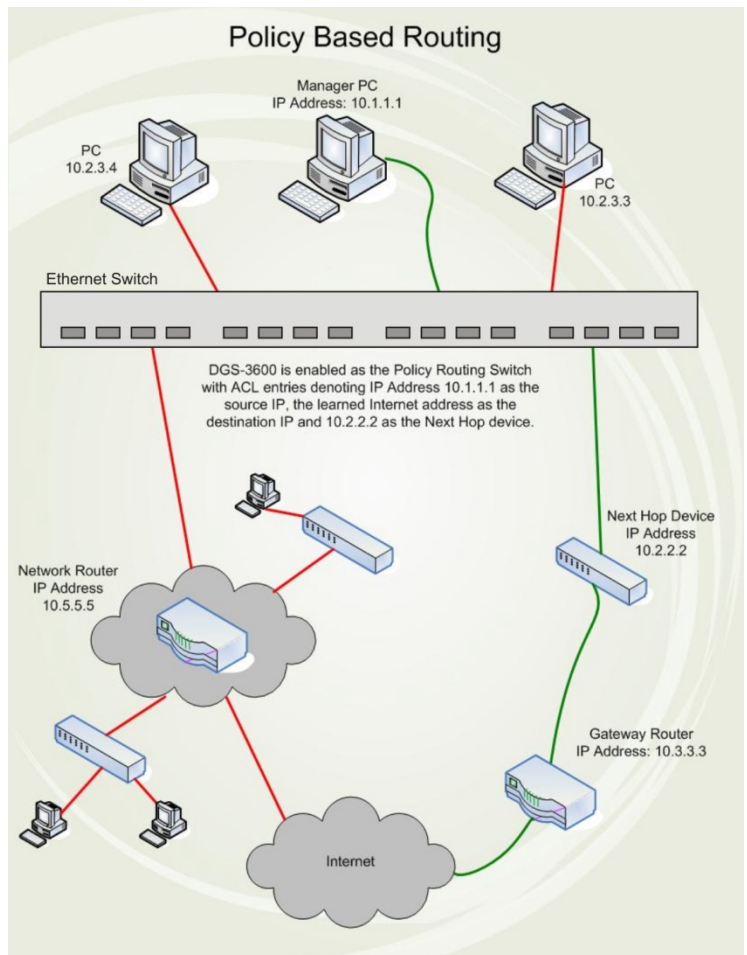 Policy Based Routing
Manager PC
IP Address: 10.1.1.1
PC
10.2.3.4
PC
10.2.3.3
Ethernet Switch
DGS-3600 is enabled as the Policy Routing Switch
with ACL entries denoting IP Address 10.1.1.1 as the
source IP, the learned Internet address as the
destination IP and 10.2.2.2 as the Next Hop device.
Next Hop Device
IP Address
10.2.2.2
Network Router
IP Address
10.5.5.5
Gateway Router
IP Address: 10.3.3.3
Internet